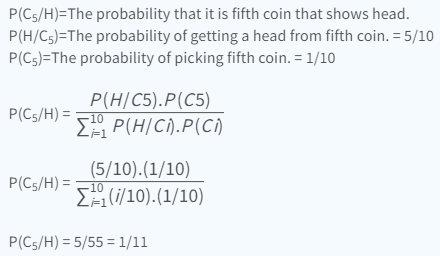 P(C₅/H)=The probability that it is fifth coin that shows head.
P(H/C₅)=The probability of getting a head from fifth coin. = 5/10
P(C₅)=The probability of picking fifth coin. = 1/10
P(C₅/H) = P(H/C5).P(C5) / ∑¹⁰ᵢ₌₁ P(H/Ci).P(Ci)
P(C₅/H) = (5/10).(1/10) / ∑¹⁰ᵢ₌₁ (i/10).(1/10)
P(C₅/H) = 5/55 = 1/11